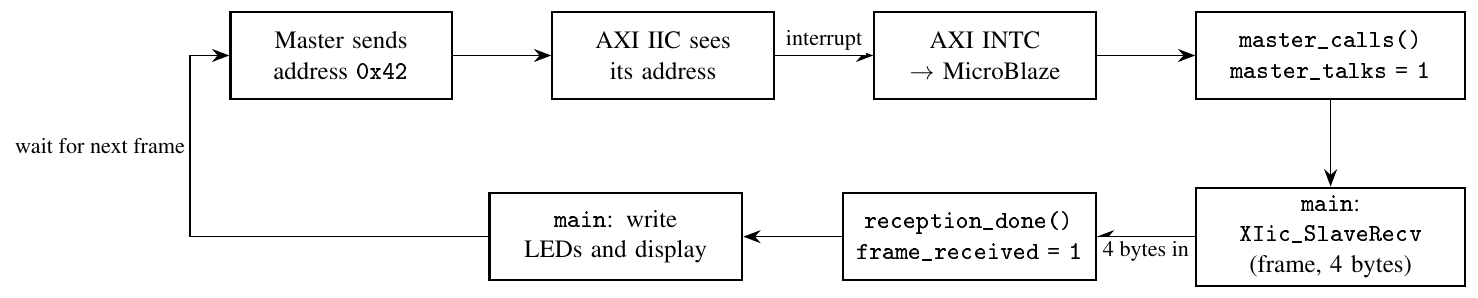 Master sends
address 0x42
AXI IIC sees
its address
interrupt
AXI INTC
→ MicroBlaze
master_calls()
master_talks = 1
wait for next frame
main: write
LEDs and display
reception_done()
frame_received = 1
4 bytes in
main:
XIic_SlaveRecv
(frame, 4 bytes)